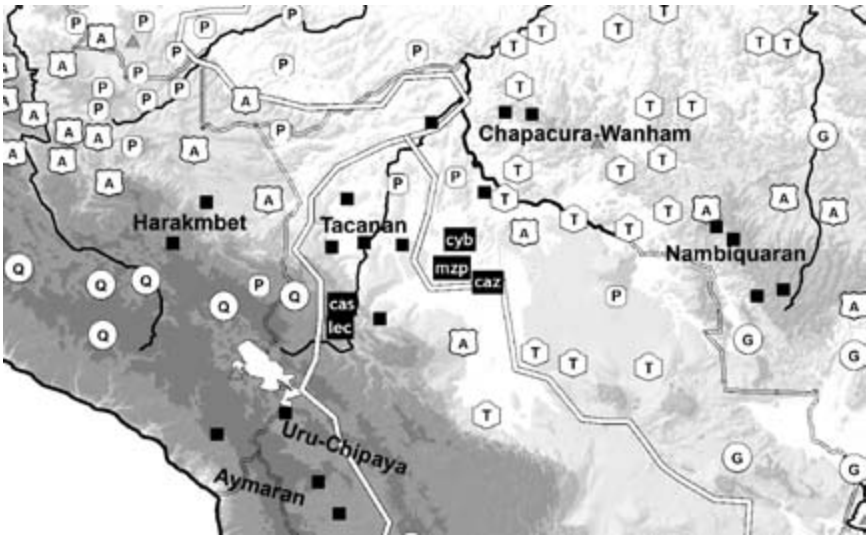 P P T T T
A P P T T
A A P P
A P P T
A P A T T
A
A A P Chapacura-Wanham G
A P A T
A T T
A P P
A T A
T A A
Harakmbet Tacanan T
A T
cyb Nambiquaran
Q mzp
Q Q P caz
Q P
Q cas A
lec
Q A G
T T T G
T
Uru-Chipaya
G G
Aymaran